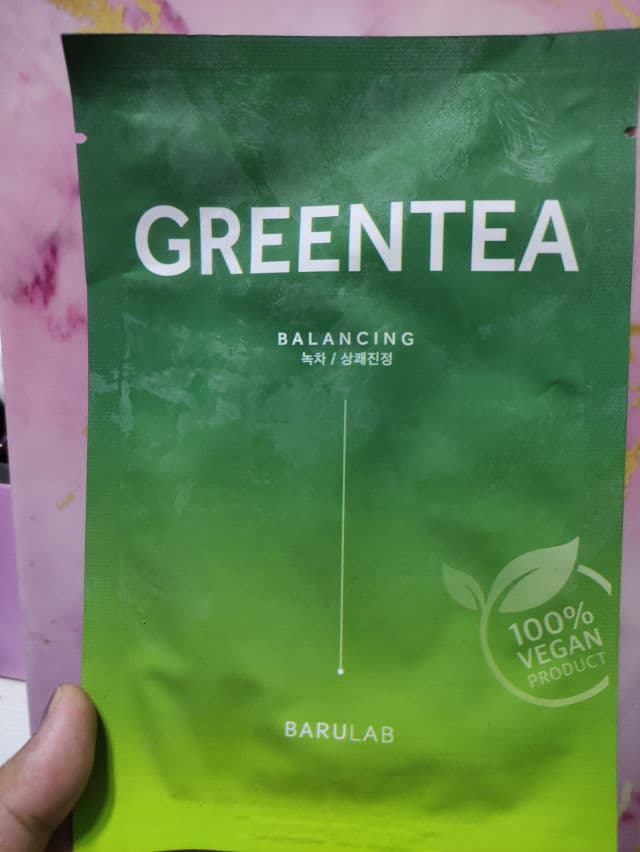 GREENTEA
BALANCING
녹차 / 상쾌진정
100%
VEGAN
PRODUCT
BARULAB